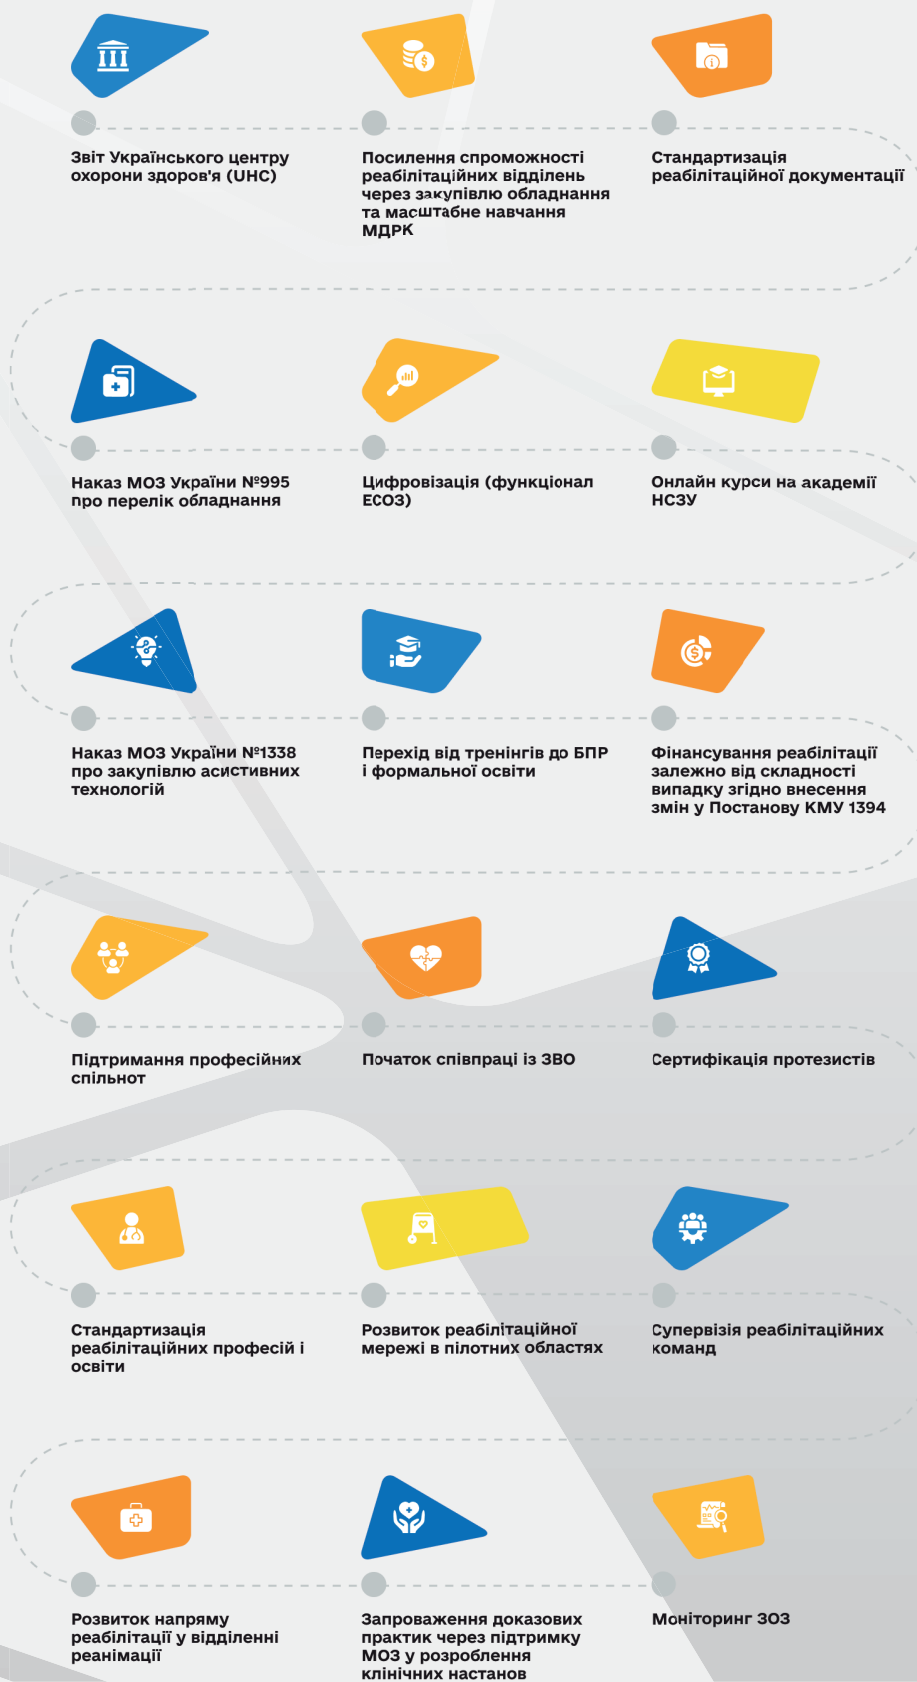 Звіт Українського центру
охорони здоров'я (UHC)
Посилення спроможності
реабілітаційних відділень
через закупівлю обладнання
та масштабне навчання
МДРК
Стандартизація
реабілітаційної документації
Наказ МОЗ України №995
про перелік обладнання
Цифровізація (функціонал
ЕСОЗ)
Онлайн курси на академії
НСЗУ
Наказ МОЗ України №1338
про закупівлю асистивних
технологій
Перехід від тренінгів до БПР
і формальної освіти
Фінансування реабілітації
залежно від складності
випадку згідно внесення
змін у Постанову КМУ 1394
Підтримання професійних
спільнот
Початок співпраці із ЗВО
Сертифікація протезистів
Стандартизація
реабілітаційних професій і
освіти
Розвиток реабілітаційної
мережі в пілотних областях
Супервізія реабілітаційних
команд
Розвиток напряму
реабілітації у відділенні
реанімації
Запроваження доказових
практик через підтримку
МОЗ у розроблення
клінічних настанов
Моніторинг ЗОЗ